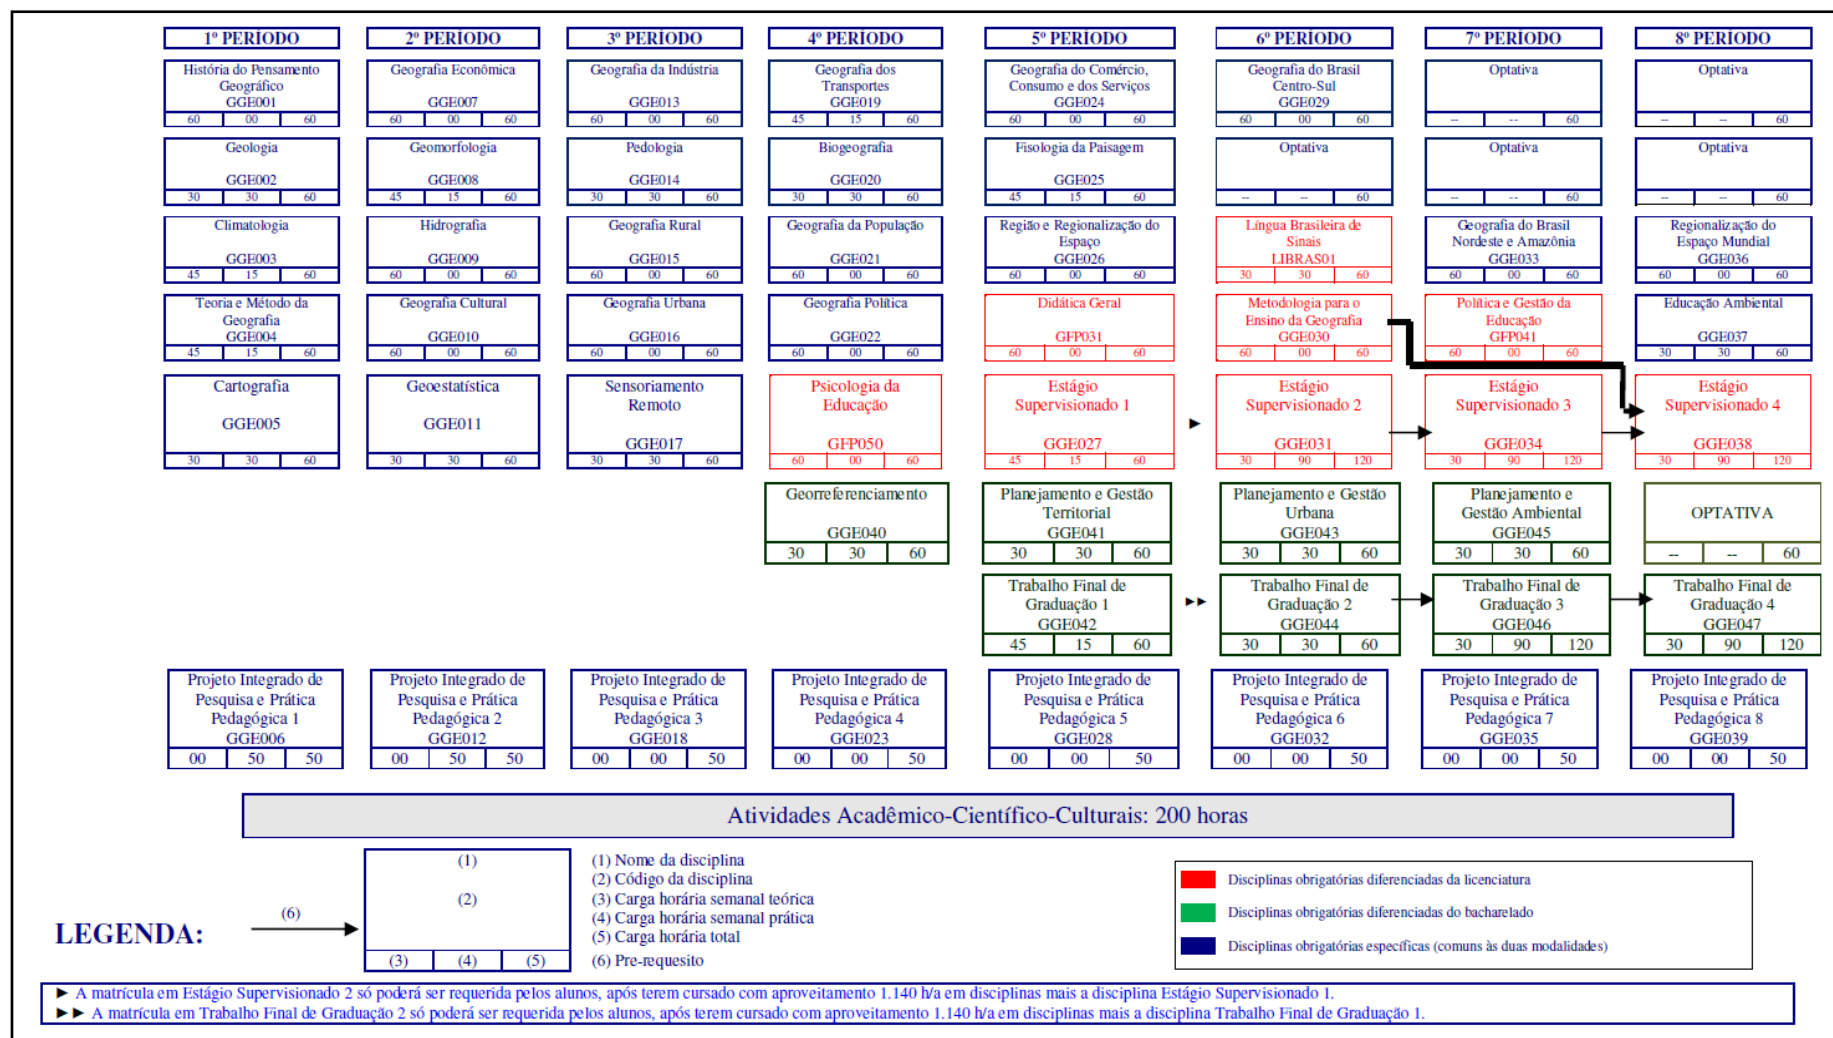 1º PERÍODO
2º PERÍODO
3º PERÍODO
4º PERÍODO
5º PERÍODO
6º PERÍODO
7º PERÍODO
8º PERÍODO
História do Pensamento
Geográfico
GGE001
60 00 60
Geografia Econômica
GGE007
60 00 60
Geografia da Indústria
GGE013
60 00 60
Geografia dos
Transportes
GGE019
45 15 60
Geografia do Comércio,
Consumo e dos Serviços
GGE024
60 00 60
Geografia do Brasil
Centro-Sul
GGE029
60 00 60
Optativa
-- -- 60
Optativa
-- -- 60
Geologia
GGE002
30 30 60
Geomorfologia
GGE008
45 15 60
Pedologia
GGE014
30 30 60
Biogeografia
GGE020
30 30 60
Fisologia da Paisagem
GGE025
45 15 60
Optativa
-- -- 60
Optativa
-- -- 60
Optativa
-- -- 60
Climatologia
GGE003
45 15 60
Hidrografia
GGE009
60 00 60
Geografia Rural
GGE015
60 00 60
Geografia da População
GGE021
60 00 60
Região e Regionalização do
Espaço
GGE026
60 00 60
Língua Brasileira de
Sinais
LIBRAS01
30 30 60
Geografia do Brasil
Nordeste e Amazônia
GGE033
60 00 60
Regionalização do
Espaço Mundial
GGE036
60 00 60
Teoria e Método da
Geografia
GGE004
45 15 60
Geografia Cultural
GGE010
60 00 60
Geografia Urbana
GGE016
60 00 60
Geografia Política
GGE022
60 00 60
Didática Geral
GFP031
60 00 60
Metodologia para o
Ensino da Geografia
GGE030
60 00 60
Política e Gestão da
Educação
GFP041
60 00 60
Educação Ambiental
GGE037
30 30 60
Cartografia
GGE005
30 30 60
Geoestatística
GGE011
30 30 60
Sensoriamento
Remoto
GGE017
30 30 60
Psicologia da
Educação
GFP050
60 00 60
Estágio
Supervisionado 1
GGE027
45 15 60
►
Estágio
Supervisionado 2
GGE031
30 90 120
Estágio
Supervisionado 3
GGE034
30 90 120
Estágio
Supervisionado 4
GGE038
30 90 120
Georreferenciamento
GGE040
30 30 60
Planejamento e Gestão
Territorial
GGE041
30 30 60
Planejamento e Gestão
Urbana
GGE043
30 30 60
Planejamento e
Gestão Ambiental
GGE045
30 30 60
OPTATIVA
-- -- 60
Trabalho Final de
Graduação 1
GGE042
45 15 60
►►
Trabalho Final de
Graduação 2
GGE044
30 30 60
Trabalho Final de
Graduação 3
GGE046
30 90 120
Trabalho Final de
Graduação 4
GGE047
30 90 120
Projeto Integrado de
Pesquisa e Prática
Pedagógica 1
GGE006
00 50 50
Projeto Integrado de
Pesquisa e Prática
Pedagógica 2
GGE012
00 50 50
Projeto Integrado de
Pesquisa e Prática
Pedagógica 3
GGE018
00 00 50
Projeto Integrado de
Pesquisa e Prática
Pedagógica 4
GGE023
00 00 50
Projeto Integrado de
Pesquisa e Prática
Pedagógica 5
GGE028
00 00 50
Projeto Integrado de
Pesquisa e Prática
Pedagógica 6
GGE032
00 00 50
Projeto Integrado de
Pesquisa e Prática
Pedagógica 7
GGE035
00 00 50
Projeto Integrado de
Pesquisa e Prática
Pedagógica 8
GGE039
00 00 50
Atividades Acadêmico-Científico-Culturais: 200 horas
LEGENDA:
(6)
(1)
(2)
(3) (4) (5)
(1) Nome da disciplina
(2) Código da disciplina
(3) Carga horária semanal teórica
(4) Carga horária semanal prática
(5) Carga horária total
(6) Pre-requesito
Disciplinas obrigatórias diferenciadas da licenciatura
Disciplinas obrigatórias diferenciadas do bacharelado
Disciplinas obrigatórias específicas (comuns às duas modalidades)
► A matrícula em Estágio Supervisionado 2 só poderá ser requerida pelos alunos, após terem cursado com aproveitamento 1.140 h/a em disciplinas mais a disciplina Estágio Supervisionado 1.
►► A matrícula em Trabalho Final de Graduação 2 só poderá ser requerida pelos alunos, após terem cursado com aproveitamento 1.140 h/a em disciplinas mais a disciplina Trabalho Final de Graduação 1.